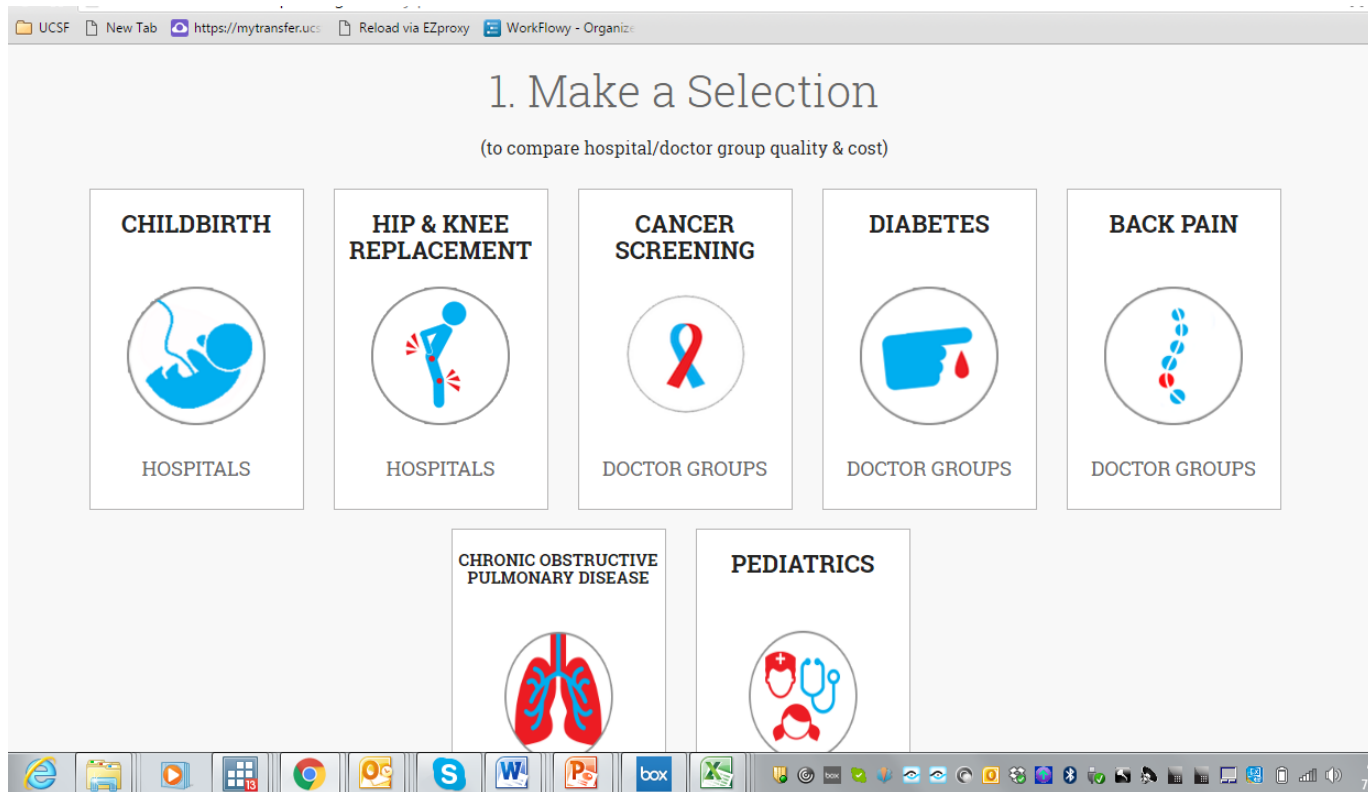 UCSF
New Tab
https://mytransfer.ucs
Reload via EZproxy
WorkFlowy - Organize
1. Make a Selection
(to compare hospital/doctor group quality & cost)
CHILDBIRTH
HOSPITALS
HIP & KNEE
REPLACEMENT
HOSPITALS
CANCER
SCREENING
DOCTOR GROUPS
DIABETES
DOCTOR GROUPS
BACK PAIN
DOCTOR GROUPS
CHRONIC OBSTRUCTIVE
PULMONARY DISEASE
PEDIATRICS
13
box
box